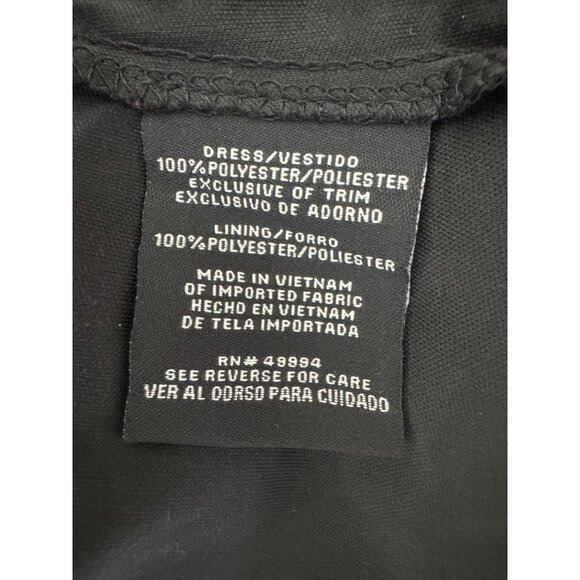 DRESS/VESTIDO
100%POLYESTER/POLIESTER
EXCLUSIVE OF TRIM
EXCLUSIVO DE ADORNO
LINING/FORRO
100%POLYESTER/POLIESTER
MADE IN VIETNAM
OF IMPORTED FABRIC
HECHO EN VIETNAM
DE TELA IMPORTADA
RN# 49994
SEE REVERSE FOR CARE
VER AL DORSO PARA CUIDADO